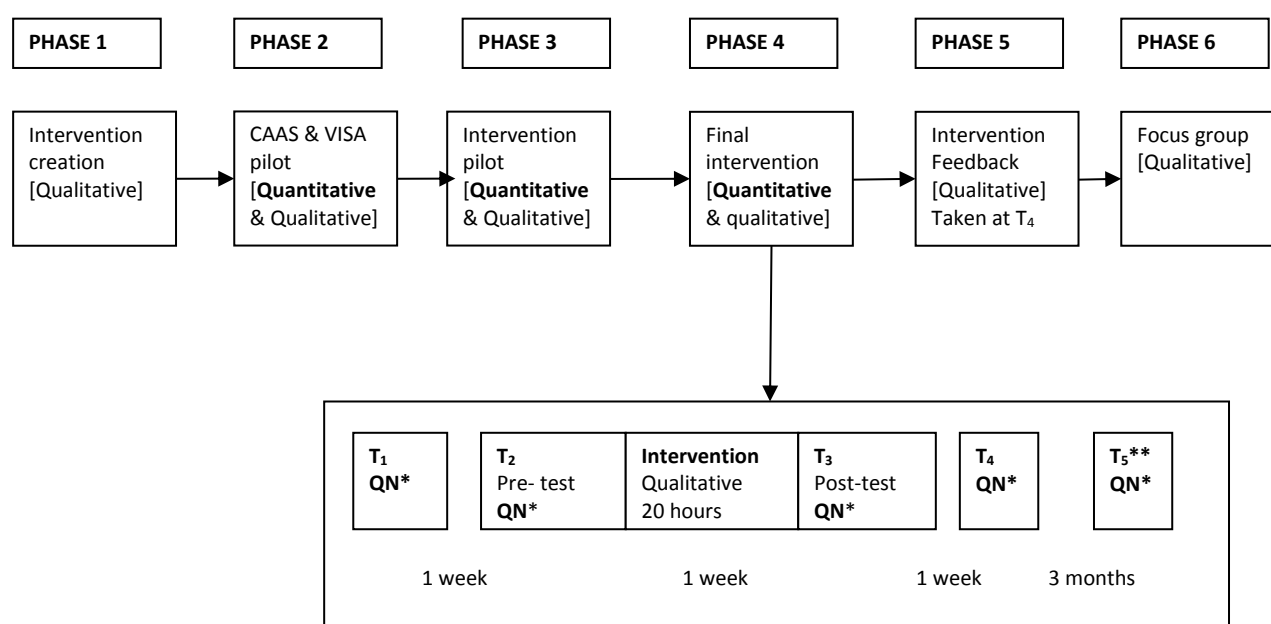 PHASE 1
PHASE 2
PHASE 3
PHASE 4
PHASE 5
PHASE 6
Intervention
creation
[Qualitative]
CAAS & VISA
pilot
[Quantitative
& Qualitative]
Intervention
pilot
[Quantitative
& Qualitative]
Final
intervention
[Quantitative
& qualitative]
Intervention
Feedback
[Qualitative]
Taken at T₄
Focus group
[Qualitative]
T₁
QN*
T₂
Pre- test
QN*
Intervention
Qualitative
20 hours
T₃
Post-test
QN*
T₄
QN*
T₅**
QN*
1 week
1 week
1 week
3 months